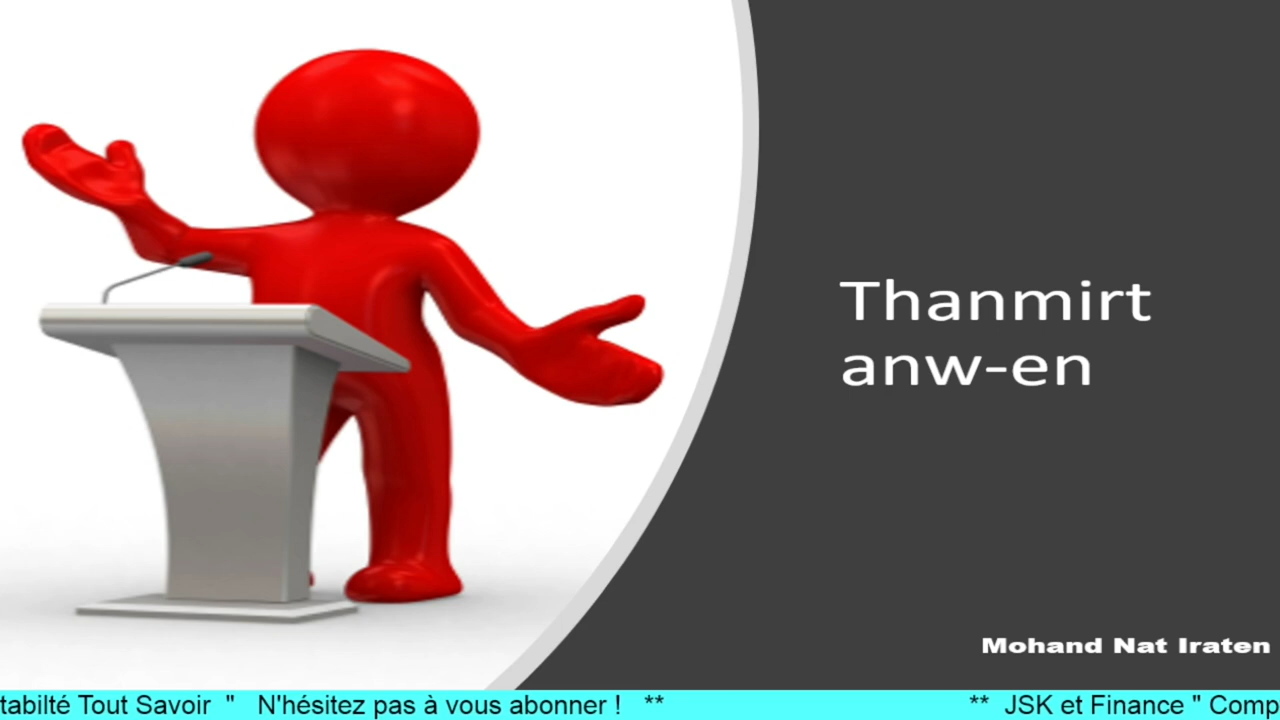 Thanmirt
anw-en
Mohand Nat Iraten
tabilté Tout Savoir " N'hésitez pas à vous abonner ! ** ** JSK et Finance " Comp